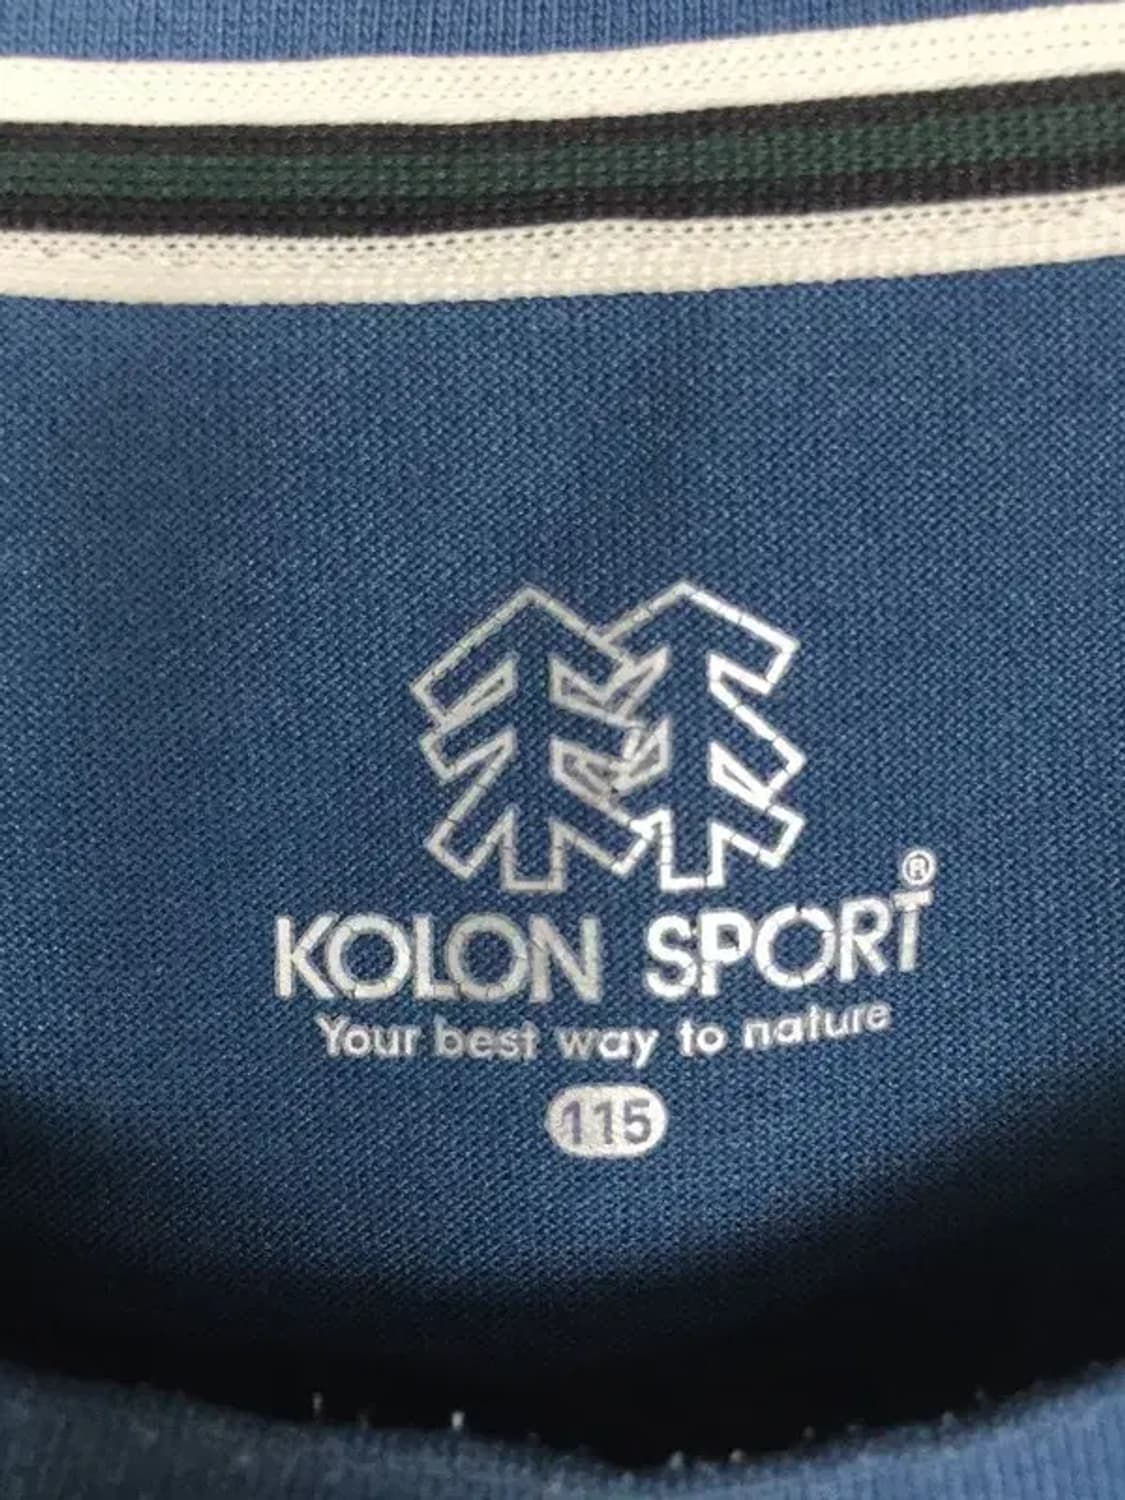 KOLON SPORT®
Your best way to nature
115